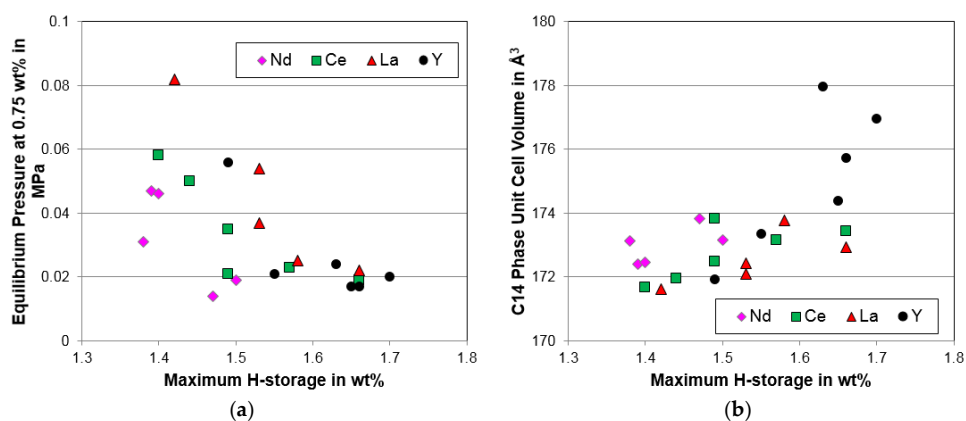 0.1
0.08
0.06
0.04
0.02
0
Equilibrium Pressure at 0.75 wt% in
MPa
Nd Ce La Y
1.3 1.4 1.5 1.6 1.7 1.8
Maximum H-storage in wt%
(a)
180
178
176
174
172
170
C14 Phase Unit Cell Volume in Å³
Nd Ce La Y
1.3 1.4 1.5 1.6 1.7 1.8
Maximum H-storage in wt%
(b)